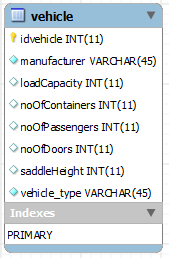 vehicle
idvehicle INT(11)
manufacturer VARCHAR(45)
loadCapacity INT(11)
noOfContainers INT(11)
noOfPassengers INT(11)
noOfDoors INT(11)
saddleHeight INT(11)
vehicle_type VARCHAR(45)
Indexes
PRIMARY